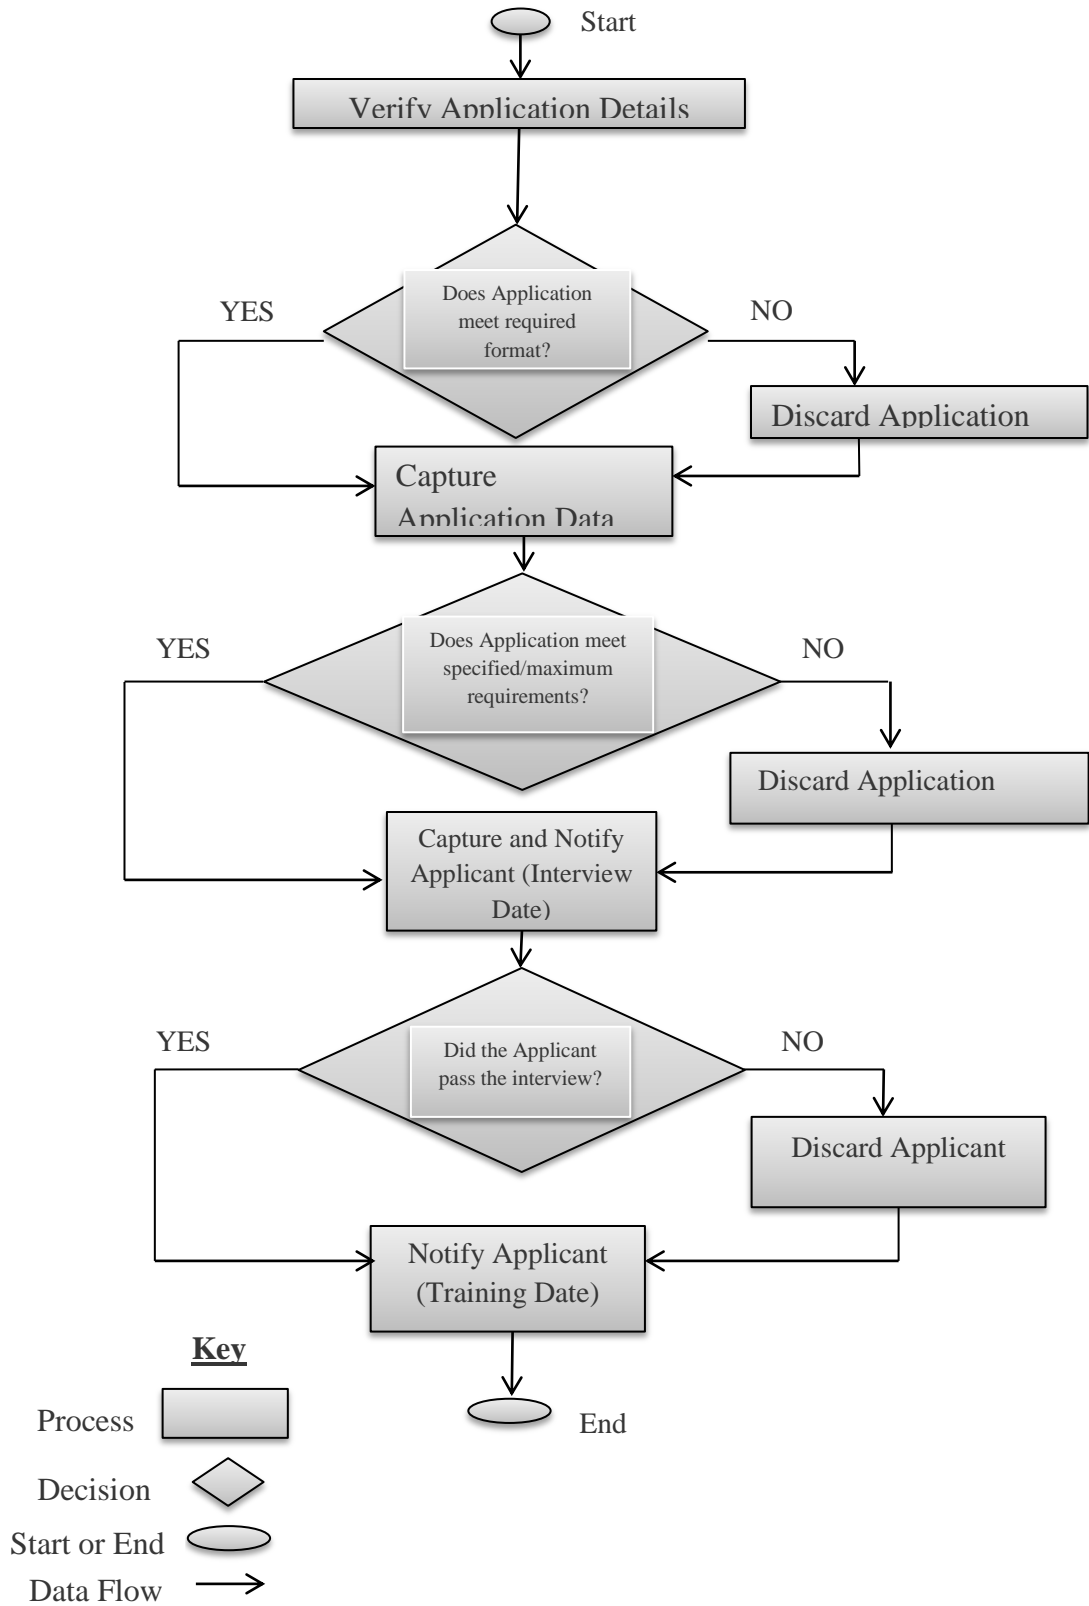 Start
Verify Application Details
Does Application
meet required
format?
YES
NO
Discard Application
Capture
Application Data
Does Application meet
specified/maximum
requirements?
YES
NO
Discard Application
Capture and Notify
Applicant (Interview
Date)
Did the Applicant
pass the interview?
YES
NO
Discard Applicant
Notify Applicant
(Training Date)
End
Key
Process
Decision
Start or End
Data Flow